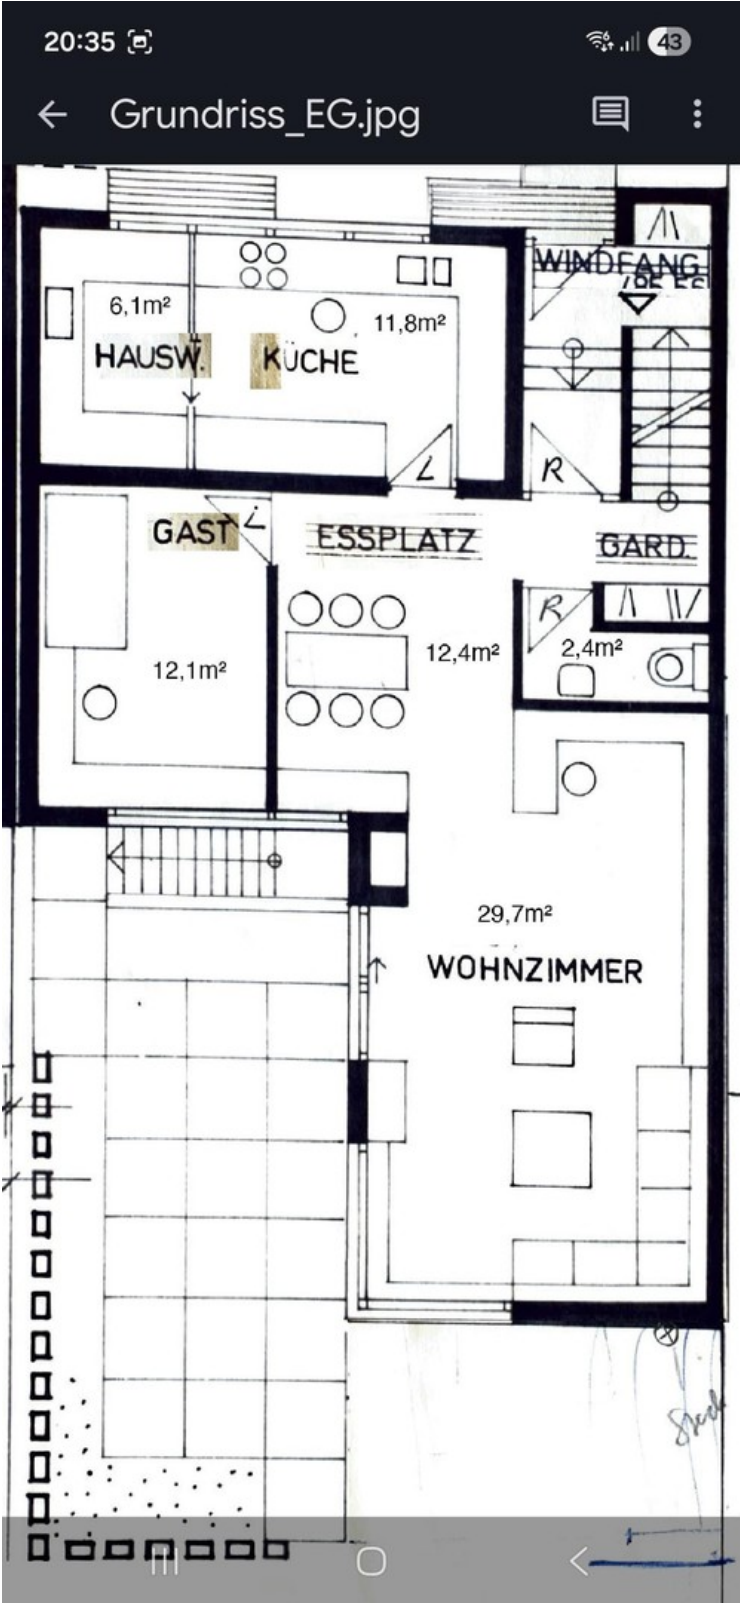 20:35
43
Grundriss_EG.jpg
WINDFANG
6,1m²
11,8m²
HAUSW.
KÜCHE
L
R
GAST
L
ESSPLATZ
GARD.
R
12,1m²
12,4m²
2,4m²
29,7m²
WOHNZIMMER